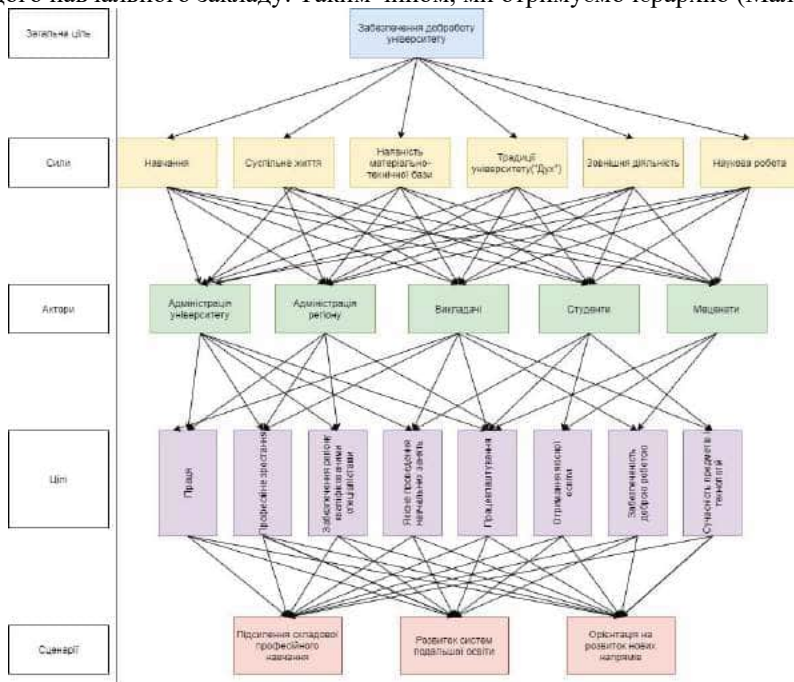 ього навчального закладу. Таким чином, ми отримуємо ієрархію (Мал
Загальна ціль
Забезпечення добробуту
університету
Сили
Навчання
Суспільне життя
Наявність
матеріально-
технічної бази
Традиції
університету("Дух")
Зовнішня діяльність
Наукова робота
Актори
Адміністрація
університету
Адміністрація
регіону
Викладачі
Студенти
Меценати
Цілі
Праця
Професійне зростання
Забезпечення регіону
кваліфікованими
спеціалістами
Якісне проведення
навчальних занять
Працевлаштування
Отримання якісної
освіти
Забезпеченість
доброю роботою
Сучасність предметів і
технологій
Сценарії
Підсилення складової
професійного
навчання
Розвиток систем
подальшої освіти
Орієнтація на
розвиток нових
напрямів